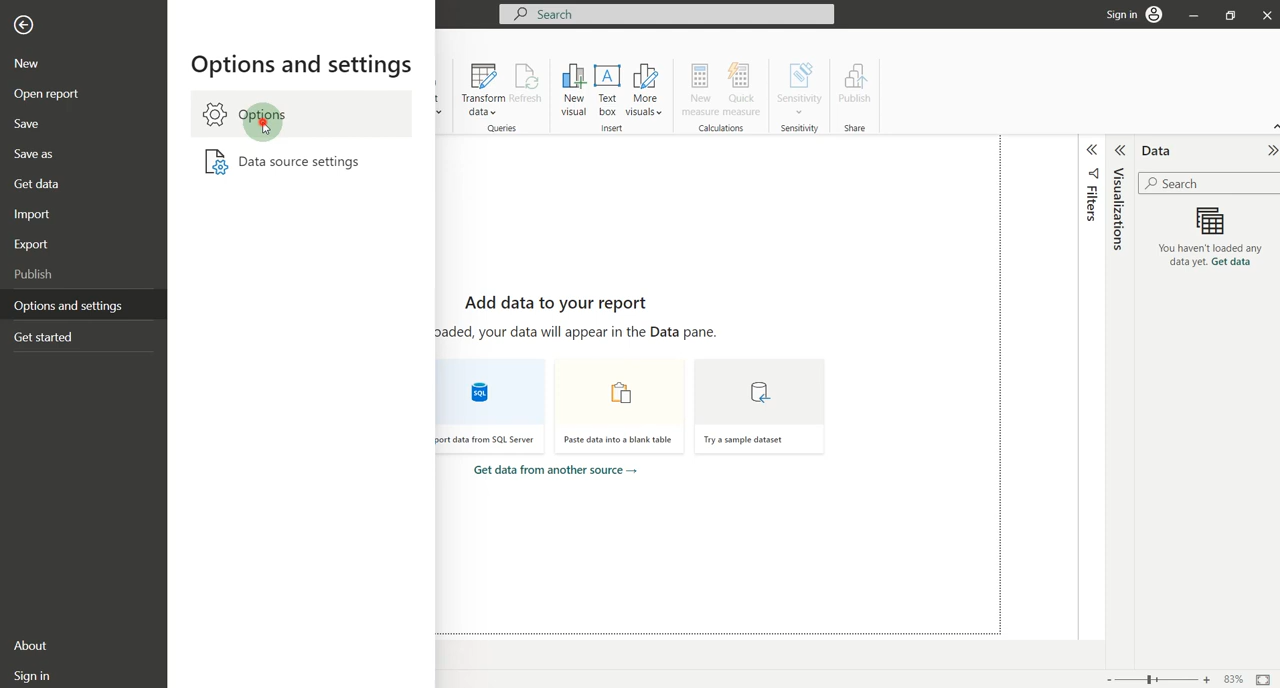 Search
Sign in
New
Open report
Save
Save as
Get data
Import
Export
Publish
Options and settings
Get started
About
Sign in
Options and settings
Options
Data source settings
Transform data
Refresh
Queries
New visual
Text box
More visuals
Insert
New measure
Quick measure
Calculations
Sensitivity
Sensitivity
Publish
Share
Add data to your report
oaded, your data will appear in the Data pane.
SQL
port data from SQL Server
Paste data into a blank table
Try a sample dataset
Get data from another source →
Filters
Visualizations
Data
Search
You haven't loaded any
data yet. Get data
83%